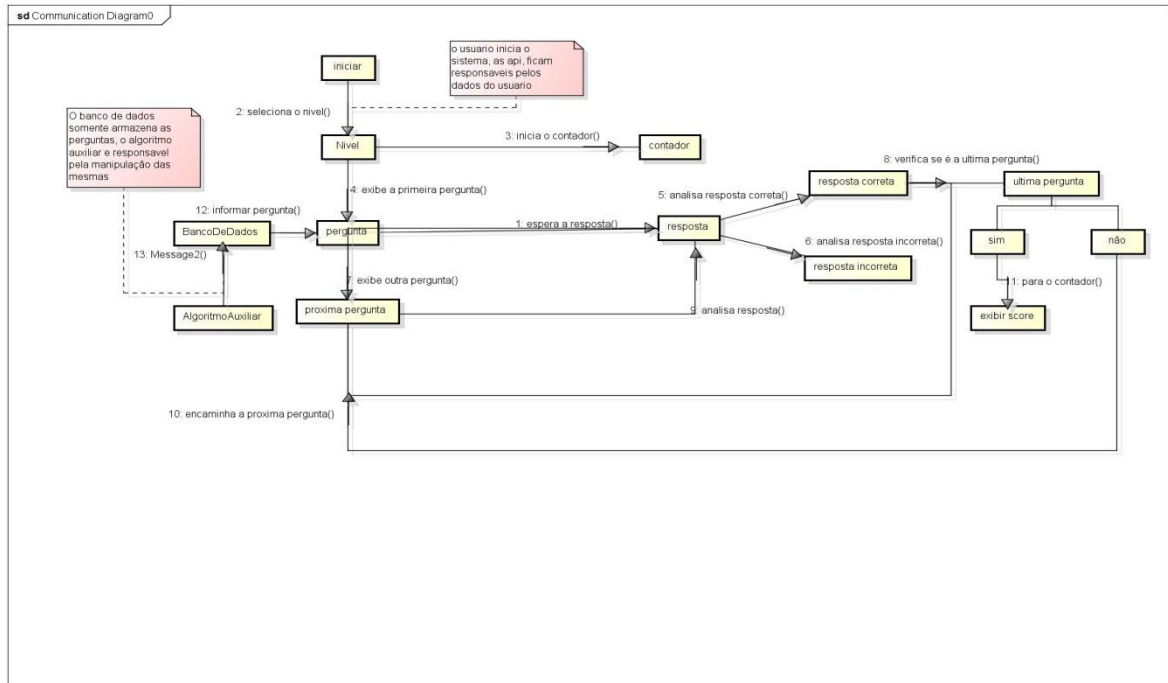 sd Communication Diagram0
o usuario inicia o
sistema, as api, ficam
responsaveis pelos
dados do usuario
iniciar
O banco de dados
somente armazena as
perguntas, o algoritmo
auxiliar e responsavel
pela manipulação das
mesmas
2: seleciona o nivel()
3: inicia o contador()
Nivel
contador
8: verifica se é a ultima pergunta()
4: exibe a primeira pergunta()
5: analisa resposta correta()
resposta correta
ultima pergunta
12: informar pergunta()
BancoDeDados
pergunta
1: espera a resposta()
resposta
sim
não
13: Message2()
6: analisa resposta incorreta()
resposta incorreta
7: exibe outra pergunta()
11: para o contador()
AlgoritmoAuxiliar
proxima pergunta
9: analisa resposta()
exibir score
10: encaminha a proxima pergunta()